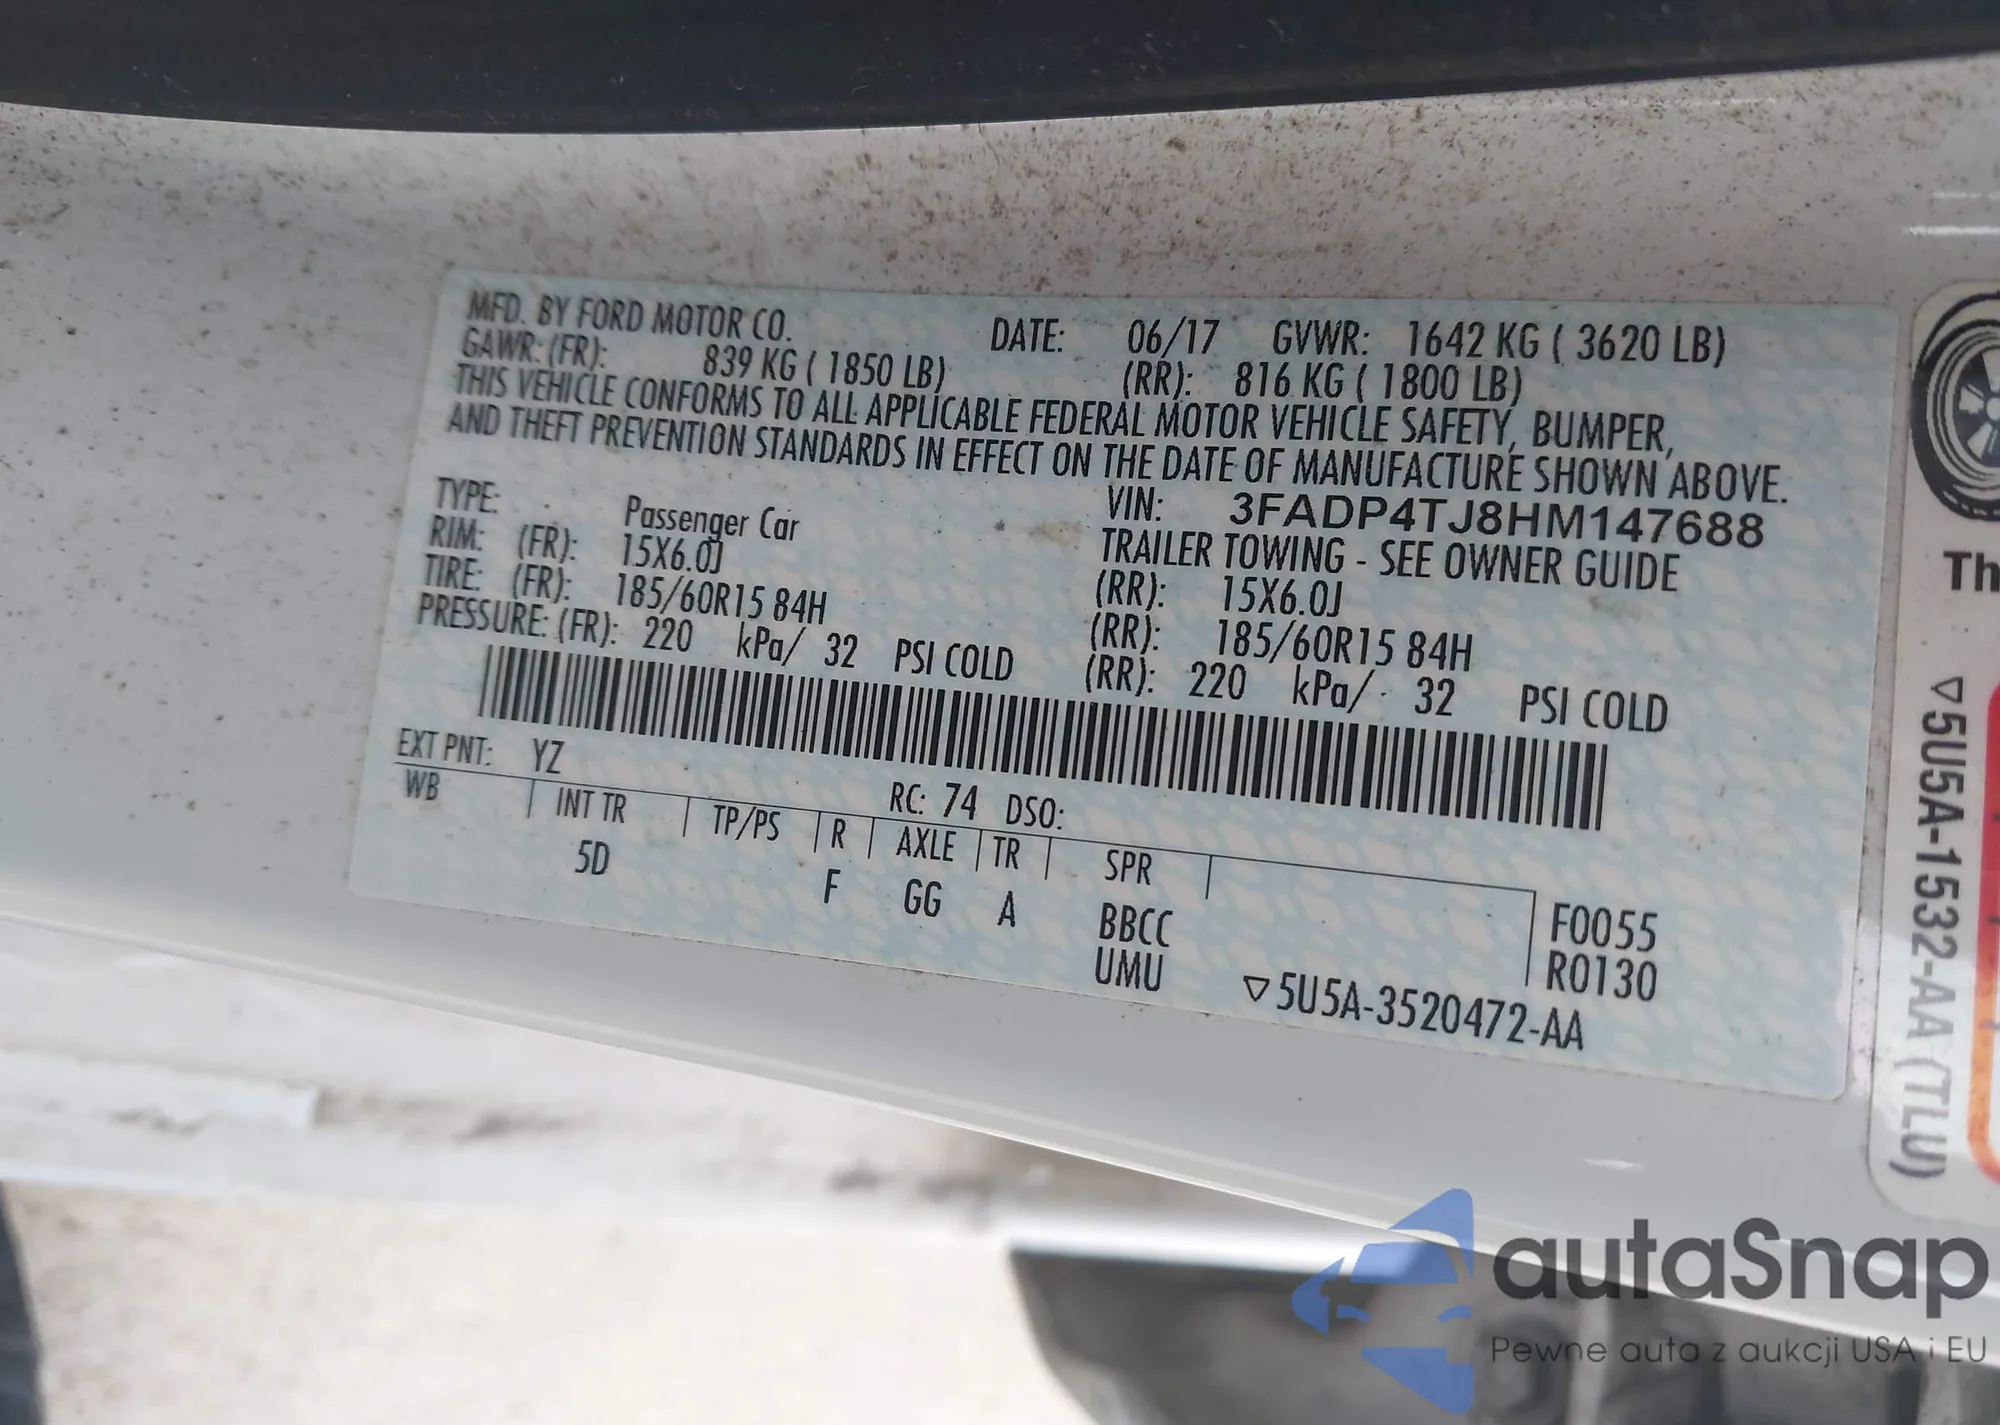 MFD. BY FORD MOTOR CO. DATE: 06/17 GVWR: 1642 KG ( 3620 LB)
GAWR: (FR): 839 KG ( 1850 LB) (RR): 816 KG ( 1800 LB)
THIS VEHICLE CONFORMS TO ALL APPLICABLE FEDERAL MOTOR VEHICLE SAFETY, BUMPER,
AND THEFT PREVENTION STANDARDS IN EFFECT ON THE DATE OF MANUFACTURE SHOWN ABOVE.
VIN: 3FADP4TJ8HM147688
TYPE: Passenger Car TRAILER TOWING - SEE OWNER GUIDE
RIM: (FR): 15X6.0J (RR): 15X6.0J
TIRE: (FR): 185/60R15 84H (RR): 185/60R15 84H
PRESSURE: (FR): 220 kPa/ 32 PSI COLD (RR): 220 kPa/ 32 PSI COLD
EXT PNT: YZ RC: 74 DSO:
WB INT TR TP/PS R AXLE TR SPR
5D F GG A BBCC F0055
UMU R0130
▽5U5A-3520472-AA
Th
▽5U5A-1532-AA (TLU)
autaSnap
Pewne auta z aukcji USA i EU